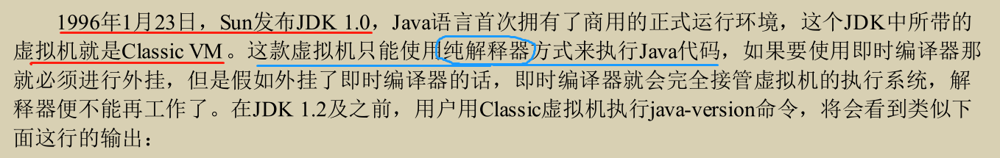 1996年1月23日，Sun发布JDK 1.0，Java语言首次拥有了商用的正式运行环境，这个JDK中所带的
虚拟机就是Classic VM。这款虚拟机只能使用纯解释器方式来执行Java代码，如果要使用即时编译器那
就必须进行外挂，但是假如外挂了即时编译器的话，即时编译器就会完全接管虚拟机的执行系统，解
释器便不能再工作了。在JDK 1.2及之前，用户用Classic虚拟机执行java-version命令，将会看到类似下
面这行的输出：